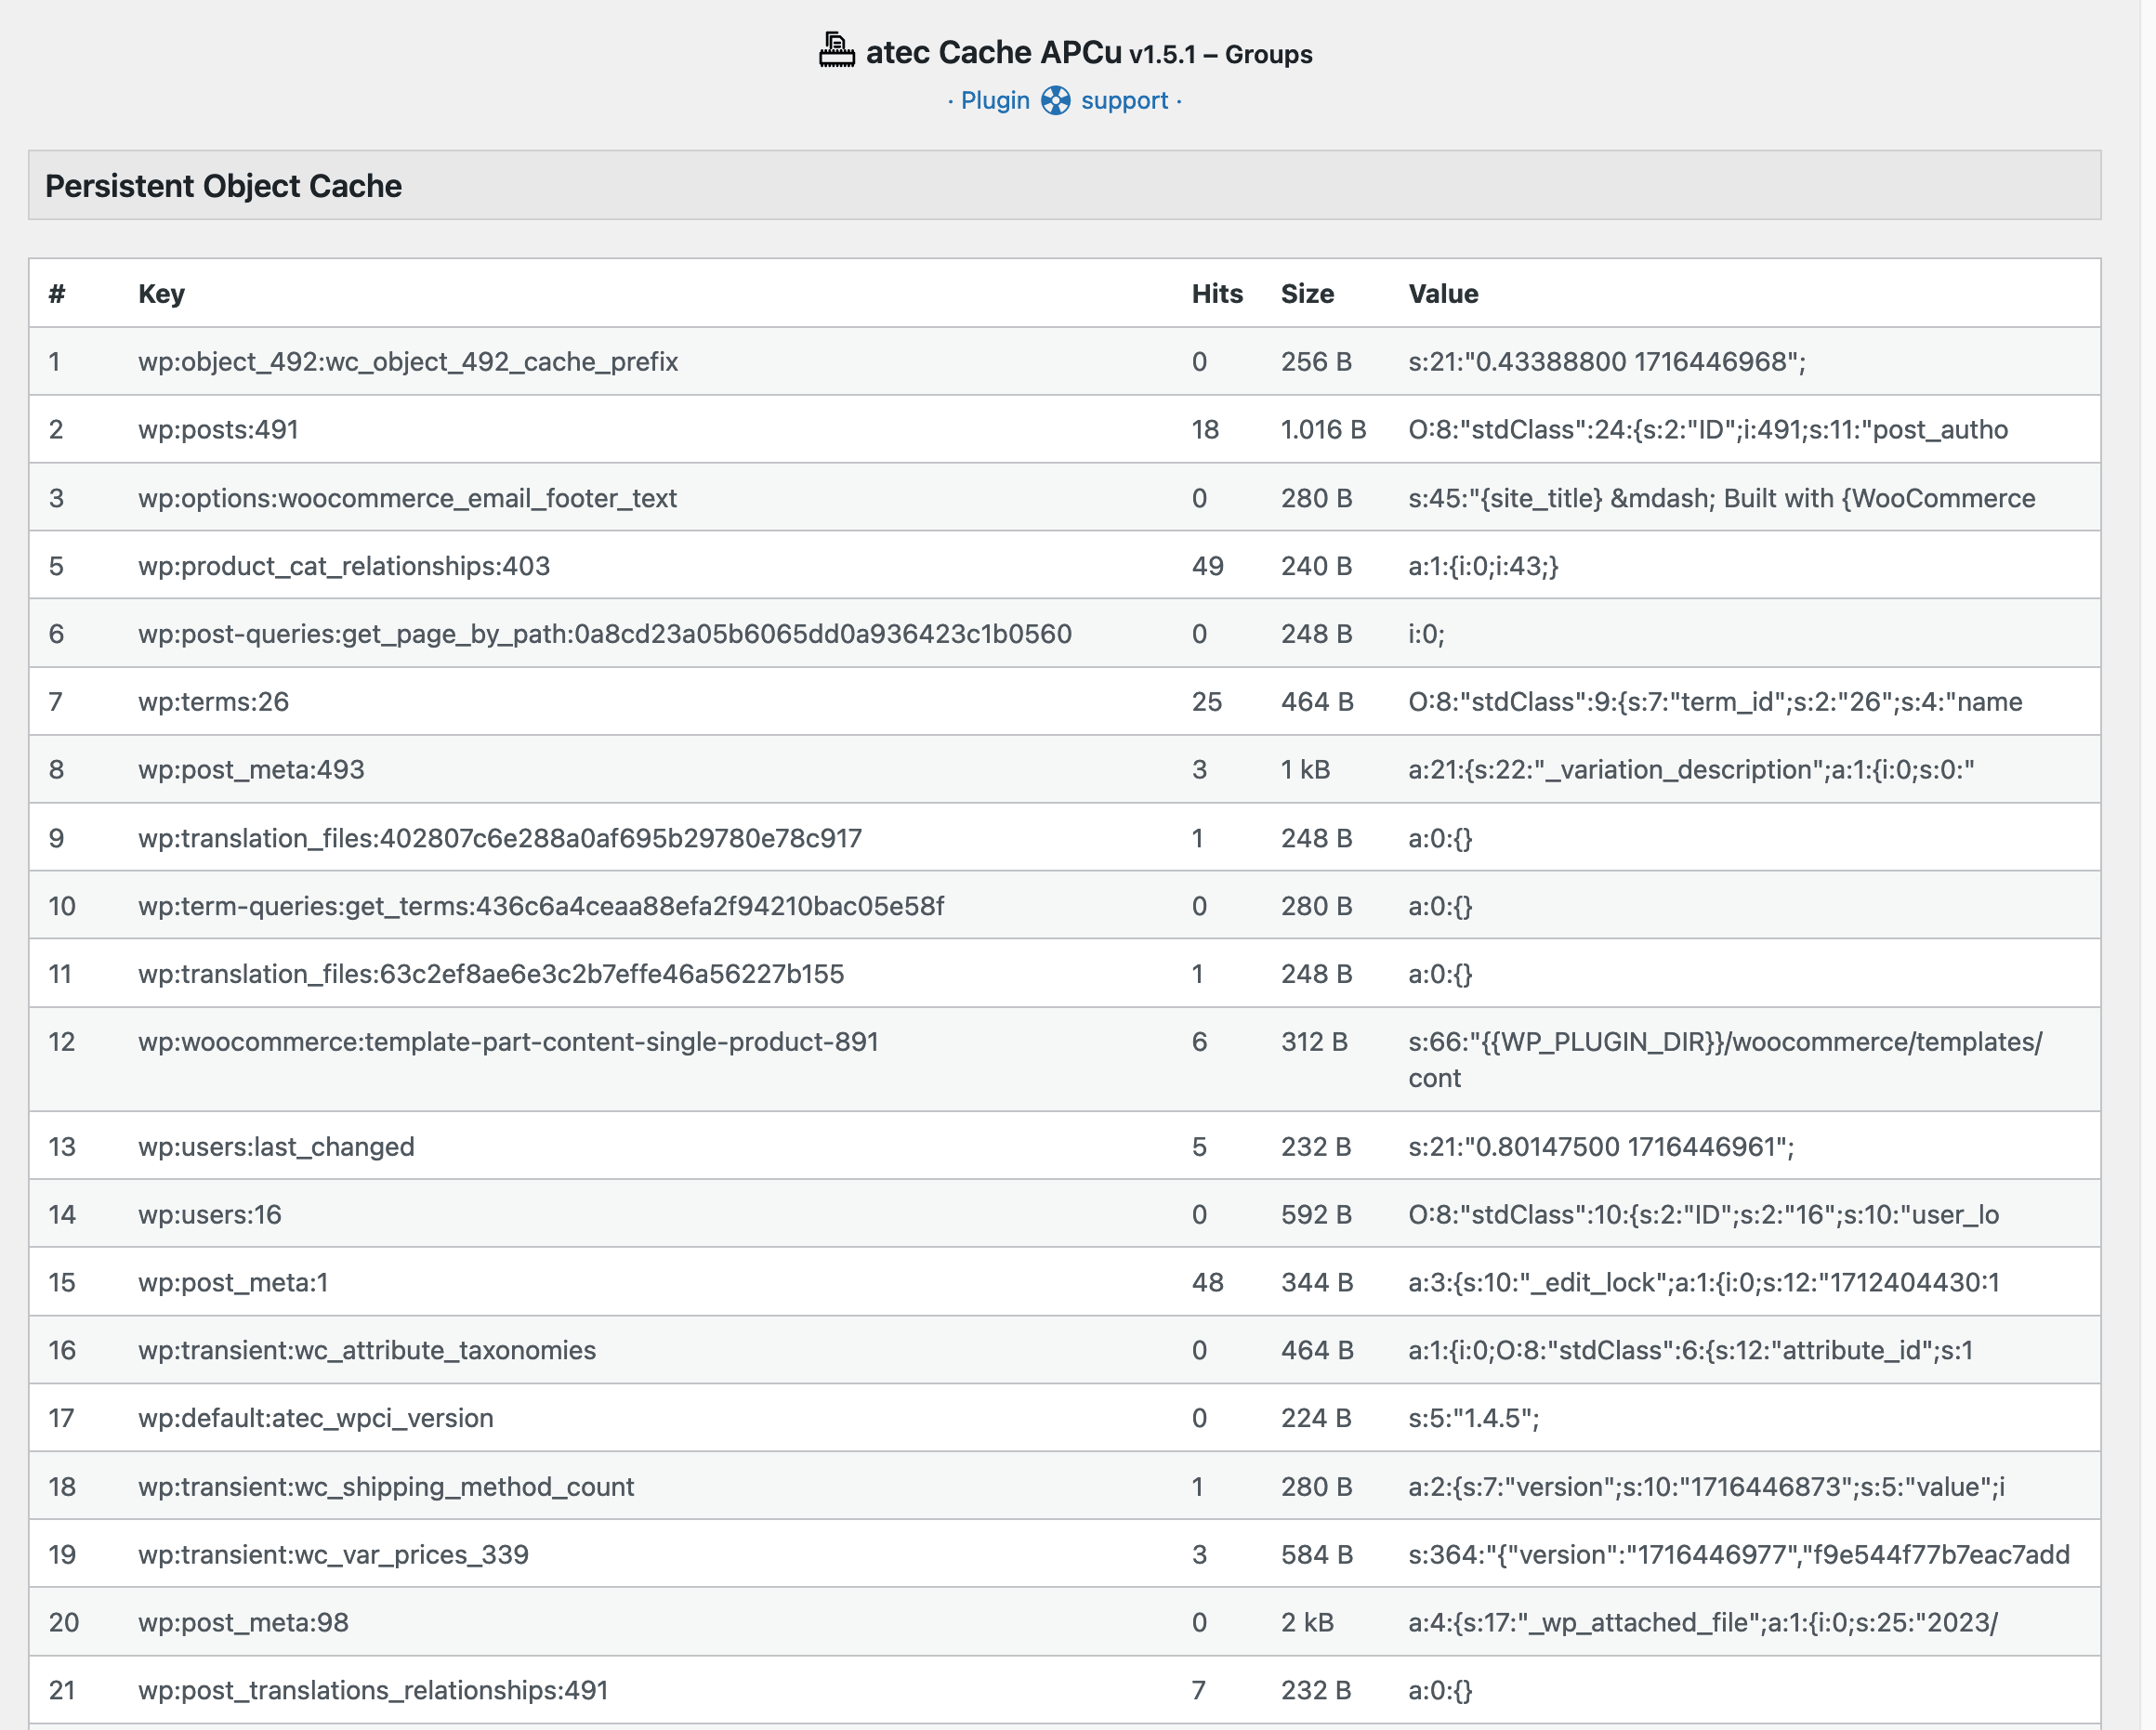 atec Cache APCu v1.5.1 – Groups
· Plugin support ·
Persistent Object Cache
# Key Hits Size Value
1 wp:object_492:wc_object_492_cache_prefix 0 256 B s:21:"0.43388800 1716446968";
2 wp:posts:491 18 1.016 B O:8:"stdClass":24:{s:2:"ID";i:491;s:11:"post_autho
3 wp:options:woocommerce_email_footer_text 0 280 B s:45:"{site_title} &mdash; Built with {WooCommerce
5 wp:product_cat_relationships:403 49 240 B a:1:{i:0;i:43;}
6 wp:post-queries:get_page_by_path:0a8cd23a05b6065dd0a936423c1b0560 0 248 B i:0;
7 wp:terms:26 25 464 B O:8:"stdClass":9:{s:7:"term_id";s:2:"26";s:4:"name
8 wp:post_meta:493 3 1 kB a:21:{s:22:"_variation_description";a:1:{i:0;s:0:"
9 wp:translation_files:402807c6e288a0af695b29780e78c917 1 248 B a:0:{}
10 wp:term-queries:get_terms:436c6a4ceaa88efa2f94210bac05e58f 0 280 B a:0:{}
11 wp:translation_files:63c2ef8ae6e3c2b7effe46a56227b155 1 248 B a:0:{}
12 wp:woocommerce:template-part-content-single-product-891 6 312 B s:66:"{{WP_PLUGIN_DIR}}/woocommerce/templates/
cont
13 wp:users:last_changed 5 232 B s:21:"0.80147500 1716446961";
14 wp:users:16 0 592 B O:8:"stdClass":10:{s:2:"ID";s:2:"16";s:10:"user_lo
15 wp:post_meta:1 48 344 B a:3:{s:10:"_edit_lock";a:1:{i:0;s:12:"1712404430:1
16 wp:transient:wc_attribute_taxonomies 0 464 B a:1:{i:0;O:8:"stdClass":6:{s:12:"attribute_id";s:1
17 wp:default:atec_wpci_version 0 224 B s:5:"1.4.5";
18 wp:transient:wc_shipping_method_count 1 280 B a:2:{s:7:"version";s:10:"1716446873";s:5:"value";i
19 wp:transient:wc_var_prices_339 3 584 B s:364:"{"version":"1716446977","f9e544f77b7eac7add
20 wp:post_meta:98 0 2 kB a:4:{s:17:"_wp_attached_file";a:1:{i:0;s:25:"2023/
21 wp:post_translations_relationships:491 7 232 B a:0:{}